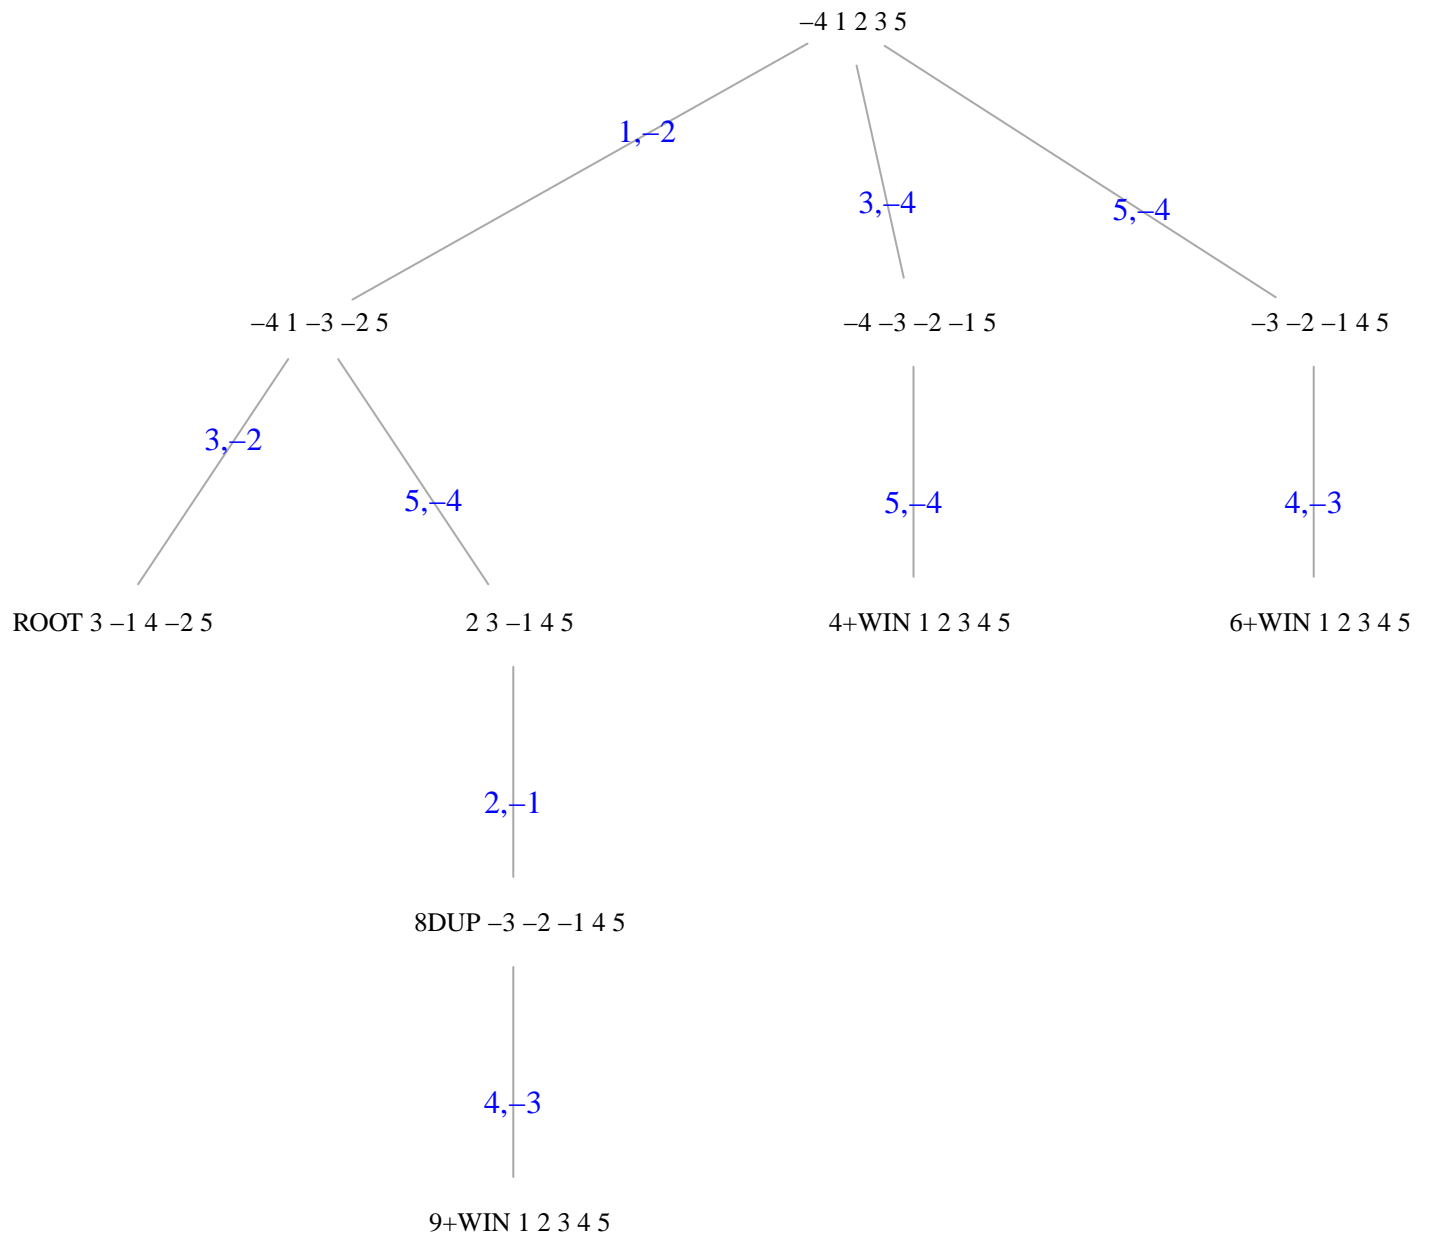 –4 1 2 3 5
1,–2
3,–4
5,–4
–4 1 –3 –2 5
–4 –3 –2 –1 5
–3 –2 –1 4 5
3,–2
5,–4
5,–4
4,–3
ROOT 3 –1 4 –2 5
2 3 –1 4 5
4+WIN 1 2 3 4 5
6+WIN 1 2 3 4 5
2,–1
8DUP –3 –2 –1 4 5
4,–3
9+WIN 1 2 3 4 5